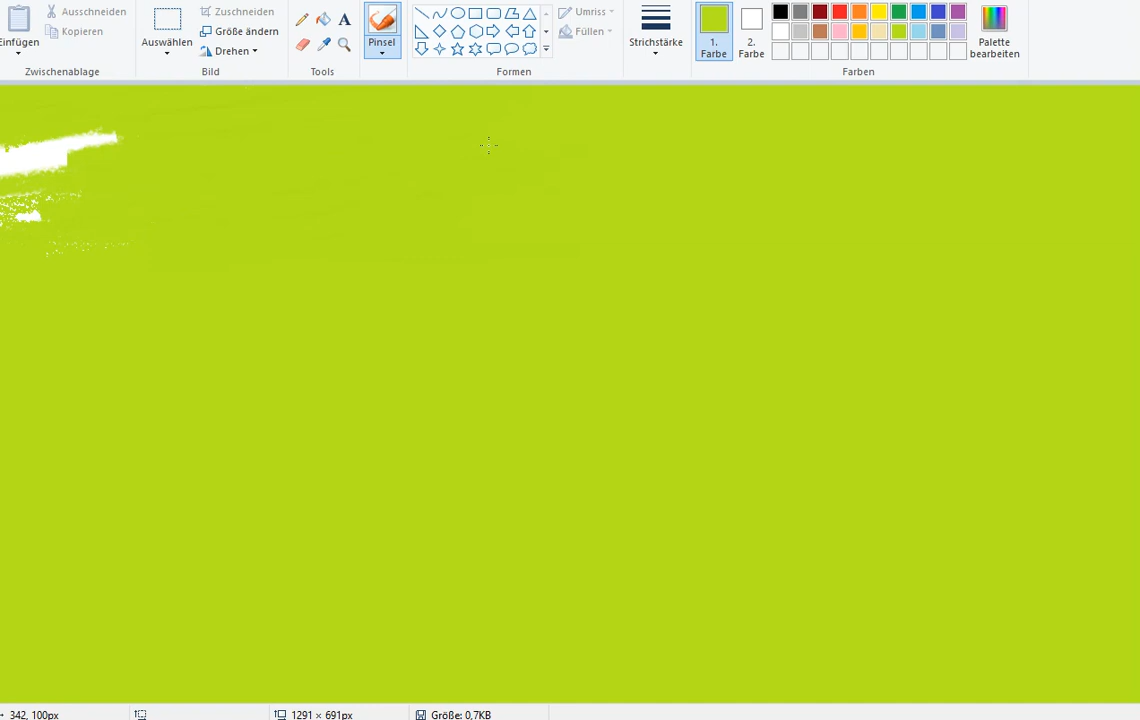 Einfügen
Ausschneiden
Kopieren
Zwischenablage
Auswählen
Zuschneiden
Größe ändern
Drehen
Bild
A
Tools
Pinsel
Formen
Umriss
Füllen
Strichstärke
1.
Farbe
2.
Farbe
Farben
Palette
bearbeiten
342, 100px
1291 × 691px
Größe: 0,7KB